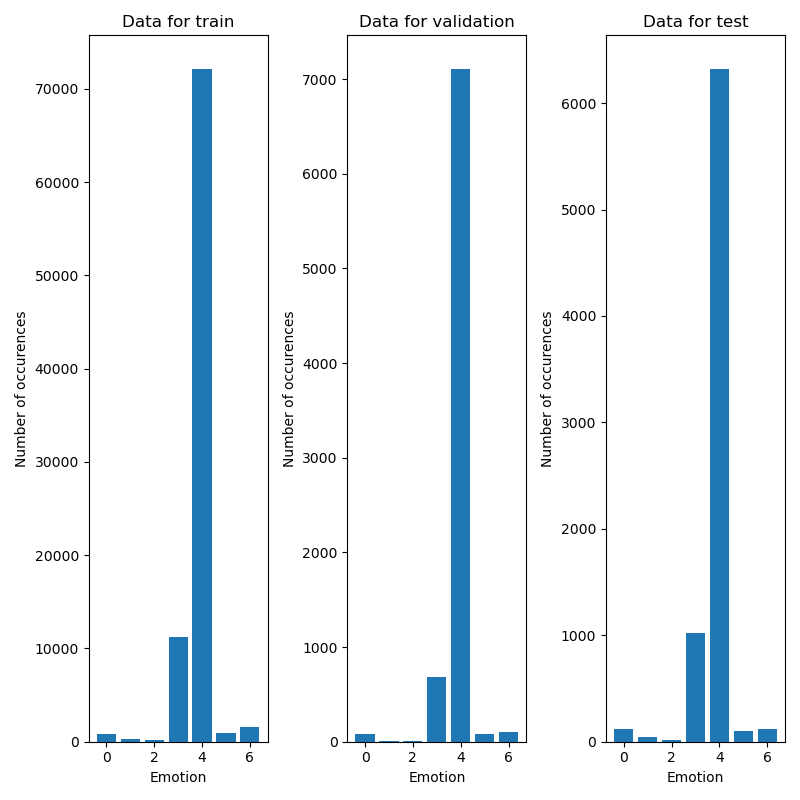 Data for train
Data for validation
Data for test
Number of occurences
70000
60000
50000
40000
30000
20000
10000
0
0 2 4 6
Emotion
Number of occurences
7000
6000
5000
4000
3000
2000
1000
0
0 2 4 6
Emotion
Number of occurences
6000
5000
4000
3000
2000
1000
0
0 2 4 6
Emotion